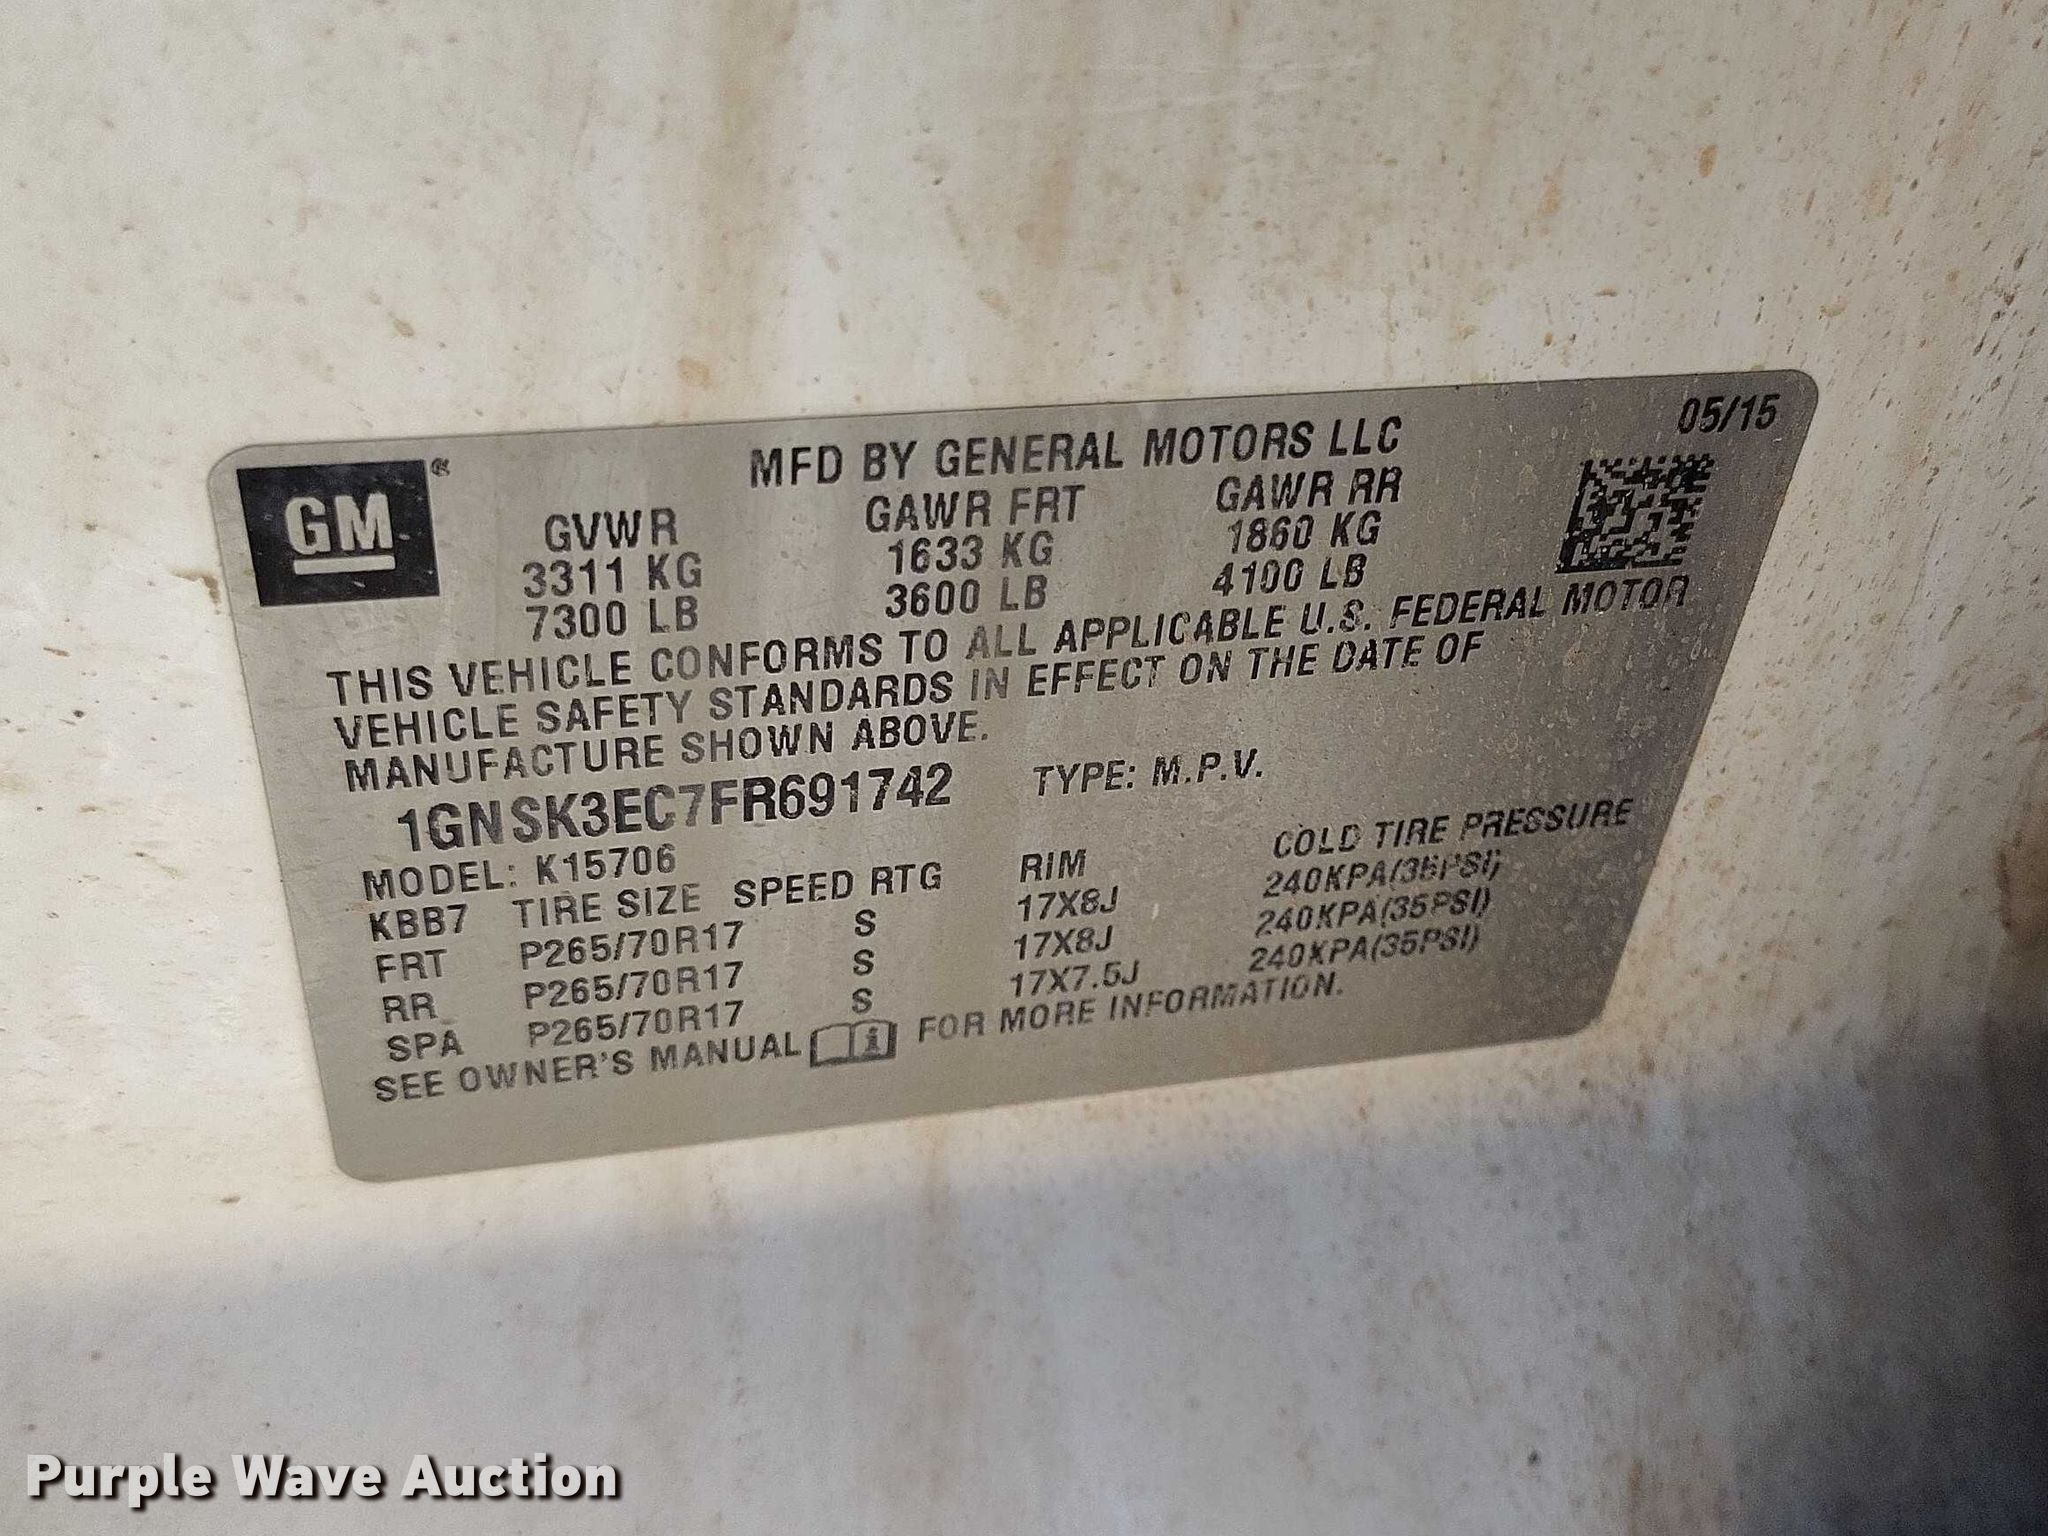 05/15
MFD BY GENERAL MOTORS LLC
GM®
GVWR GAWR FRT GAWR RR
3311 KG 1633 KG 1860 KG
7300 LB 3600 LB 4100 LB
THIS VEHICLE CONFORMS TO ALL APPLICABLE U.S. FEDERAL MOTOR
VEHICLE SAFETY STANDARDS IN EFFECT ON THE DATE OF
MANUFACTURE SHOWN ABOVE.
1GNSK3EC7FR691742 TYPE: M.P.V.
MODEL: K15706
KBB7 TIRE SIZE SPEED RTG RIM COLD TIRE PRESSURE
FRT P265/70R17 S 17X8J 240KPA(35PSI)
RR P265/70R17 S 17X8J 240KPA(35PSI)
SPA P265/70R17 S 17X7.5J 240KPA(35PSI)
SEE OWNER'S MANUAL i FOR MORE INFORMATION.
Purple Wave Auction